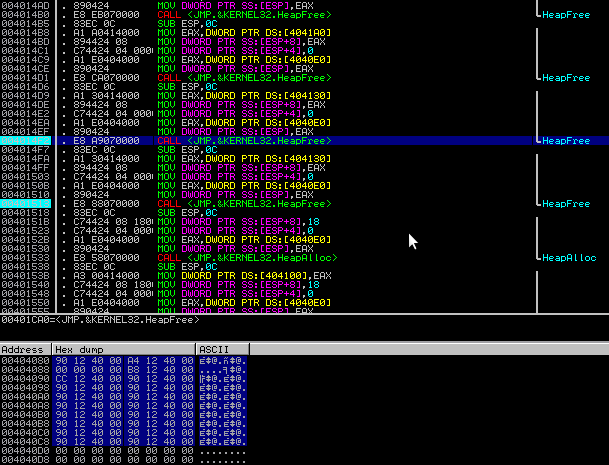 004014AD . 890424 MOV DWORD PTR SS:[ESP],EAX
004014B0 . E8 EB070000 CALL <JMP.&KERNEL32.HeapFree> HeapFree
004014B5 . 83EC 0C SUB ESP,0C
004014B8 . A1 A0414000 MOV EAX,DWORD PTR DS:[4041A0]
004014BD . 894424 08 MOV DWORD PTR SS:[ESP+8],EAX
004014C1 . C74424 04 000 MOV DWORD PTR SS:[ESP+4],0
004014C9 . A1 E0404000 MOV EAX,DWORD PTR DS:[4040E0]
004014CE . 890424 MOV DWORD PTR SS:[ESP],EAX
004014D1 . E8 CA070000 CALL <JMP.&KERNEL32.HeapFree> HeapFree
004014D6 . 83EC 0C SUB ESP,0C
004014D9 . A1 30414000 MOV EAX,DWORD PTR DS:[404130]
004014DE . 894424 08 MOV DWORD PTR SS:[ESP+8],EAX
004014E2 . C74424 04 000 MOV DWORD PTR SS:[ESP+4],0
004014EA . A1 E0404000 MOV EAX,DWORD PTR DS:[4040E0]
004014EF . 890424 MOV DWORD PTR SS:[ESP],EAX
004014F2 . E8 A9070000 CALL <JMP.&KERNEL32.HeapFree> HeapFree
004014F7 . 83EC 0C SUB ESP,0C
004014FA . A1 30414000 MOV EAX,DWORD PTR DS:[404130]
004014FF . 894424 08 MOV DWORD PTR SS:[ESP+8],EAX
00401503 . C74424 04 000 MOV DWORD PTR SS:[ESP+4],0
0040150B . A1 E0404000 MOV EAX,DWORD PTR DS:[4040E0]
00401510 . 890424 MOV DWORD PTR SS:[ESP],EAX
00401513 . E8 88070000 CALL <JMP.&KERNEL32.HeapFree> HeapFree
00401518 . 83EC 0C SUB ESP,0C
0040151B . C74424 08 180 MOV DWORD PTR SS:[ESP+8],18
00401523 . C74424 04 000 MOV DWORD PTR SS:[ESP+4],0
0040152B . A1 E0404000 MOV EAX,DWORD PTR DS:[4040E0]
00401530 . 890424 MOV DWORD PTR SS:[ESP],EAX
00401533 . E8 58070000 CALL <JMP.&KERNEL32.HeapAlloc> HeapAlloc
00401538 . 83EC 0C SUB ESP,0C
0040153B . A3 00414000 MOV DWORD PTR DS:[404100],EAX
00401540 . C74424 08 180 MOV DWORD PTR SS:[ESP+8],18
00401548 . C74424 04 000 MOV DWORD PTR SS:[ESP+4],0
00401550 . A1 E0404000 MOV EAX,DWORD PTR DS:[4040E0]
00401555 . 890424 MOV DWORD PTR SS:[ESP],EAX
00401CA0=<JMP.&KERNEL32.HeapFree>
Address Hex dump ASCII
00404080 90 12 40 00 A4 12 40 00
00404088 00 00 00 00 B8 12 40 00
00404090 CC 12 40 00 90 12 40 00
00404098 90 12 40 00 90 12 40 00
004040A0 90 12 40 00 90 12 40 00
004040A8 90 12 40 00 90 12 40 00
004040B0 90 12 40 00 90 12 40 00
004040B8 90 12 40 00 90 12 40 00
004040C0 90 12 40 00 90 12 40 00
004040C8 90 12 40 00 90 12 40 00
004040D0 00 00 00 00 00 00 00 00 ........
004040D8 00 00 00 00 00 00 00 00 ........